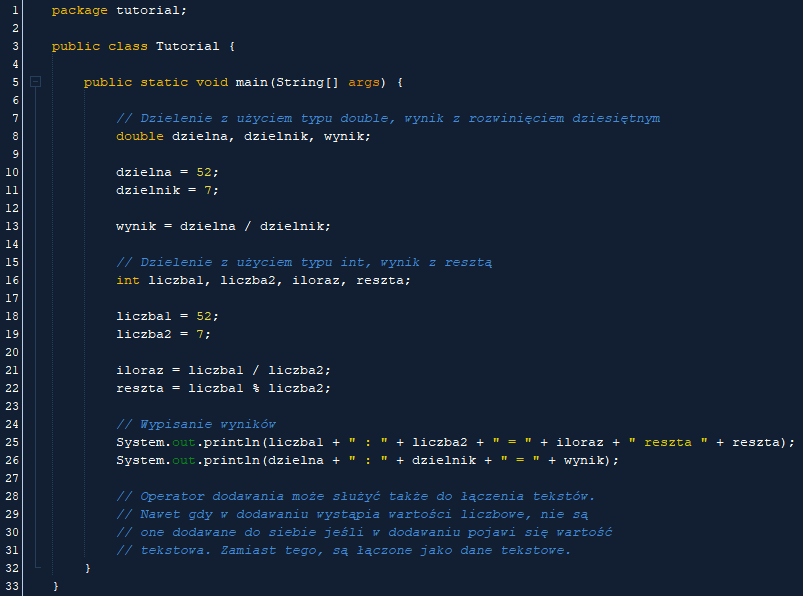 1 package tutorial;
2
3 public class Tutorial {
4
5 public static void main(String[] args) {
6
7 // Dzielenie z użyciem typu double, wynik z rozwinięciem dziesiętnym
8 double dzielna, dzielnik, wynik;
9
10 dzielna = 52;
11 dzielnik = 7;
12
13 wynik = dzielna / dzielnik;
14
15 // Dzielenie z użyciem typu int, wynik z resztą
16 int liczba1, liczba2, iloraz, reszta;
17
18 liczba1 = 52;
19 liczba2 = 7;
20
21 iloraz = liczba1 / liczba2;
22 reszta = liczba1 % liczba2;
23
24 // Wypisanie wyników
25 System.out.println(liczba1 + " : " + liczba2 + " = " + iloraz + " reszta " + reszta);
26 System.out.println(dzielna + " : " + dzielnik + " = " + wynik);
27
28 // Operator dodawania może służyć także do łączenia tekstów.
29 // Nawet gdy w dodawaniu wystąpia wartości liczbowe, nie są
30 // one dodawane do siebie jeśli w dodawaniu pojawi się wartość
31 // tekstowa. Zamiast tego, są łączone jako dane tekstowe.
32 }
33 }